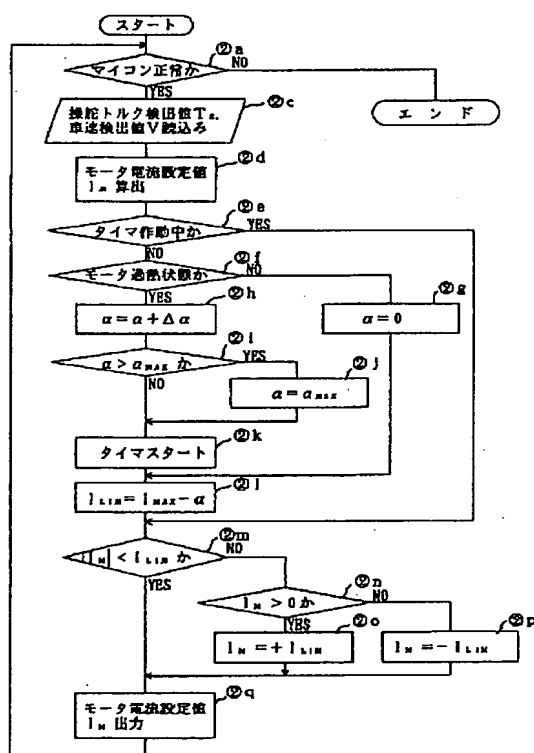 スタート
②a
マイコン正常か
NO
YES
②c
操舵トルク検出値Ts,
車速検出値V読込み
エンド
②d
モータ電流設定値
IM 算出
②e
タイマ作動中か
YES
NO
②f
モータ過熱状態か
NO
YES
②h
α=α+Δα
②g
α=0
②i
α>αMAX か
YES
NO
②j
α=αMAX
②k
タイマスタート
②l
ILIM=IMAX-α
②m
|IM|<ILIM か
NO
YES
②n
IM>0か
NO
YES
②o
IM=+ILIM
②p
IM=-ILIM
②q
モータ電流設定値
IM 出力